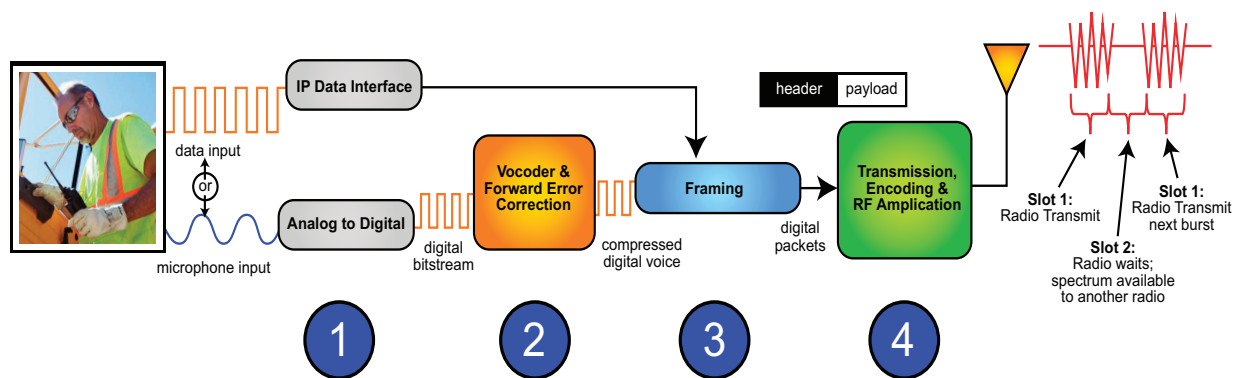 IP Data Interface
header
payload
data input
or
Vocoder &
Forward Error
Correction
Framing
Transmission,
Encoding &
RF Amplication
Analog to Digital
microphone input
digital
bitstream
compressed
digital voice
digital
packets
Slot 1:
Radio Transmit
Slot 2:
Radio waits;
spectrum available
to another radio
Slot 1:
Radio Transmit
next burst
1
2
3
4